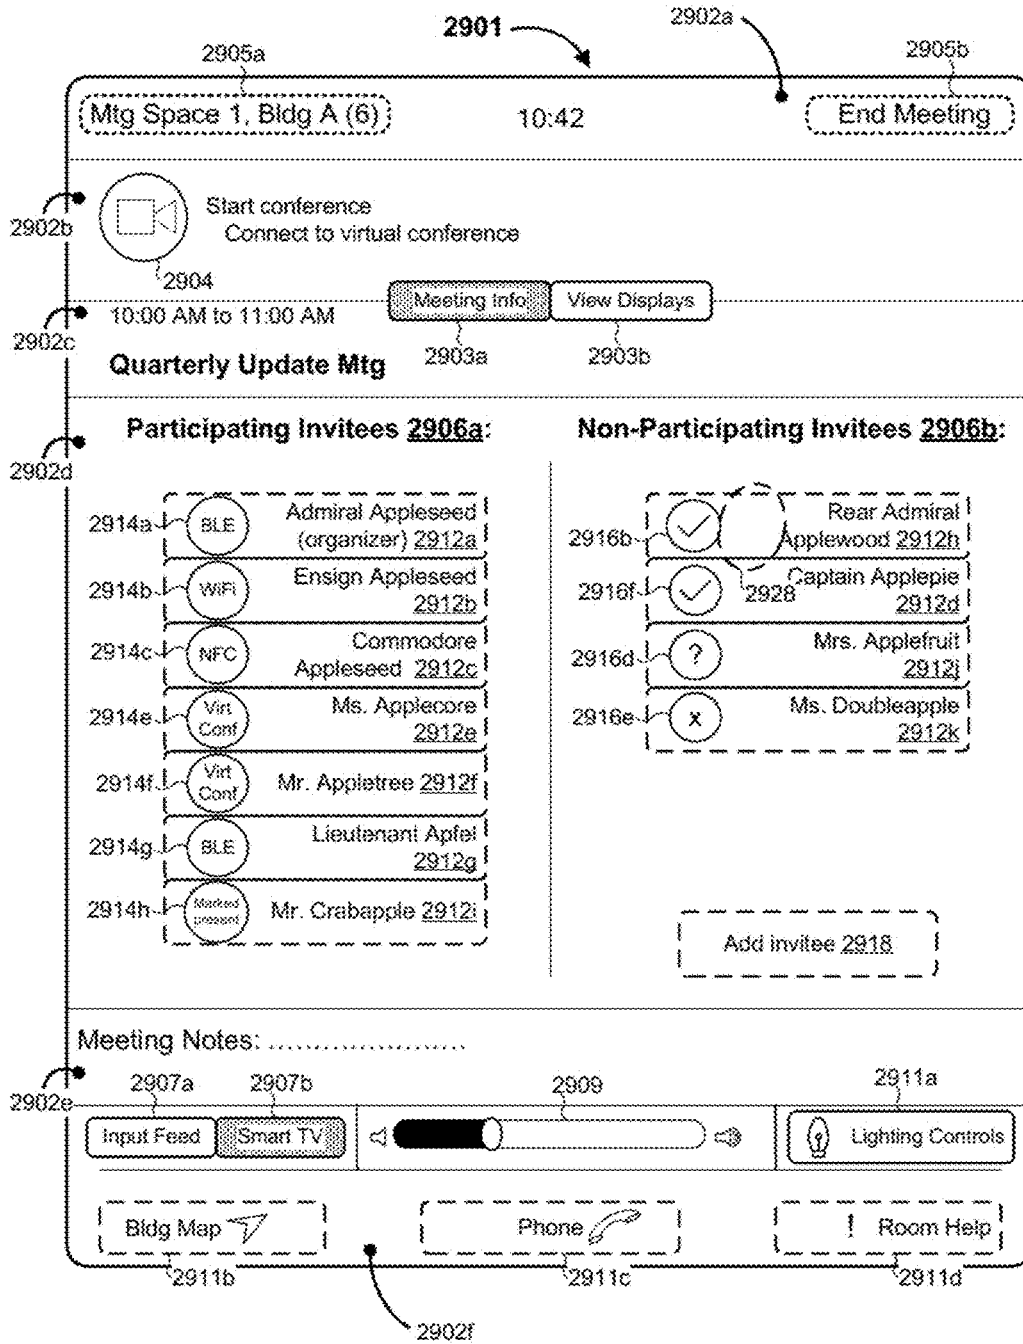 2901
2902a
2905a
2905b
Mtg Space 1, Bldg A (6)
10:42
End Meeting
2902b
Start conference
Connect to virtual conference
2904
Meeting Info
View Displays
10:00 AM to 11:00 AM
2902c
2903a
2903b
Quarterly Update Mtg
Participating Invitees 2906a:
Non-Participating Invitees 2906b:
2902d
2914a
BLE
Admiral Appleseed
(organizer) 2912a
2914b
WiFi
Ensign Appleseed
2912b
2914c
NFC
Commodore
Appleseed 2912c
2914e
Virt
Conf
Ms. Applecore
2912e
2914f
Virt
Conf
Mr. Appletree 2912f
2914g
BLE
Lieutenant Apfel
2912g
2914h
Marked
present
Mr. Crabapple 2912i
2916b
Rear Admiral
Applewood 2912h
2916f
2928
Captain Applepie
2912d
2916d
?
Mrs. Applefruit
2912j
2916e
x
Ms. Doubleapple
2912k
Add invitee 2918
Meeting Notes: ......................
2902e
2907a
2907b
2909
2911a
Input Feed
Smart TV
Lighting Controls
Bldg Map
Phone
! Room Help
2911b
2911c
2911d
2902f